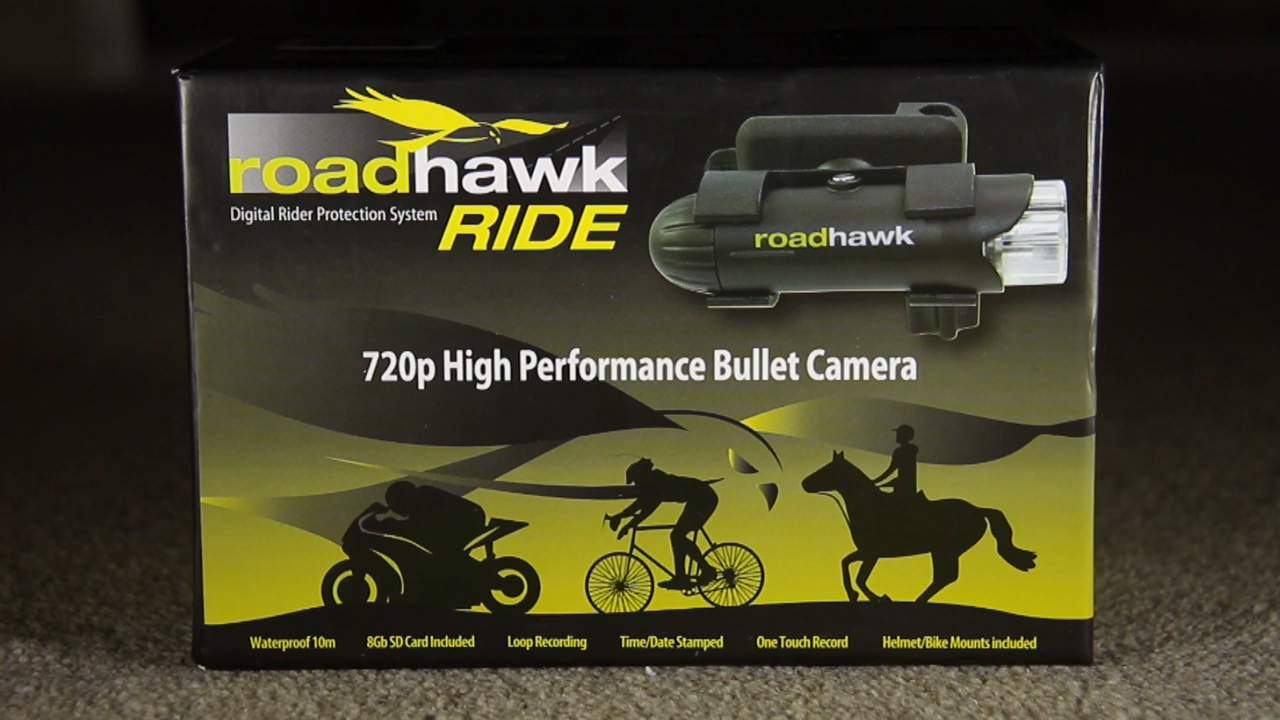 roadhawk
Digital Rider Protection System
RIDE
roadhawk
720p High Performance Bullet Camera
Waterproof 10m 8Gb SD Card Included Loop Recording Time/Date Stamped One Touch Record Helmet/Bike Mounts included